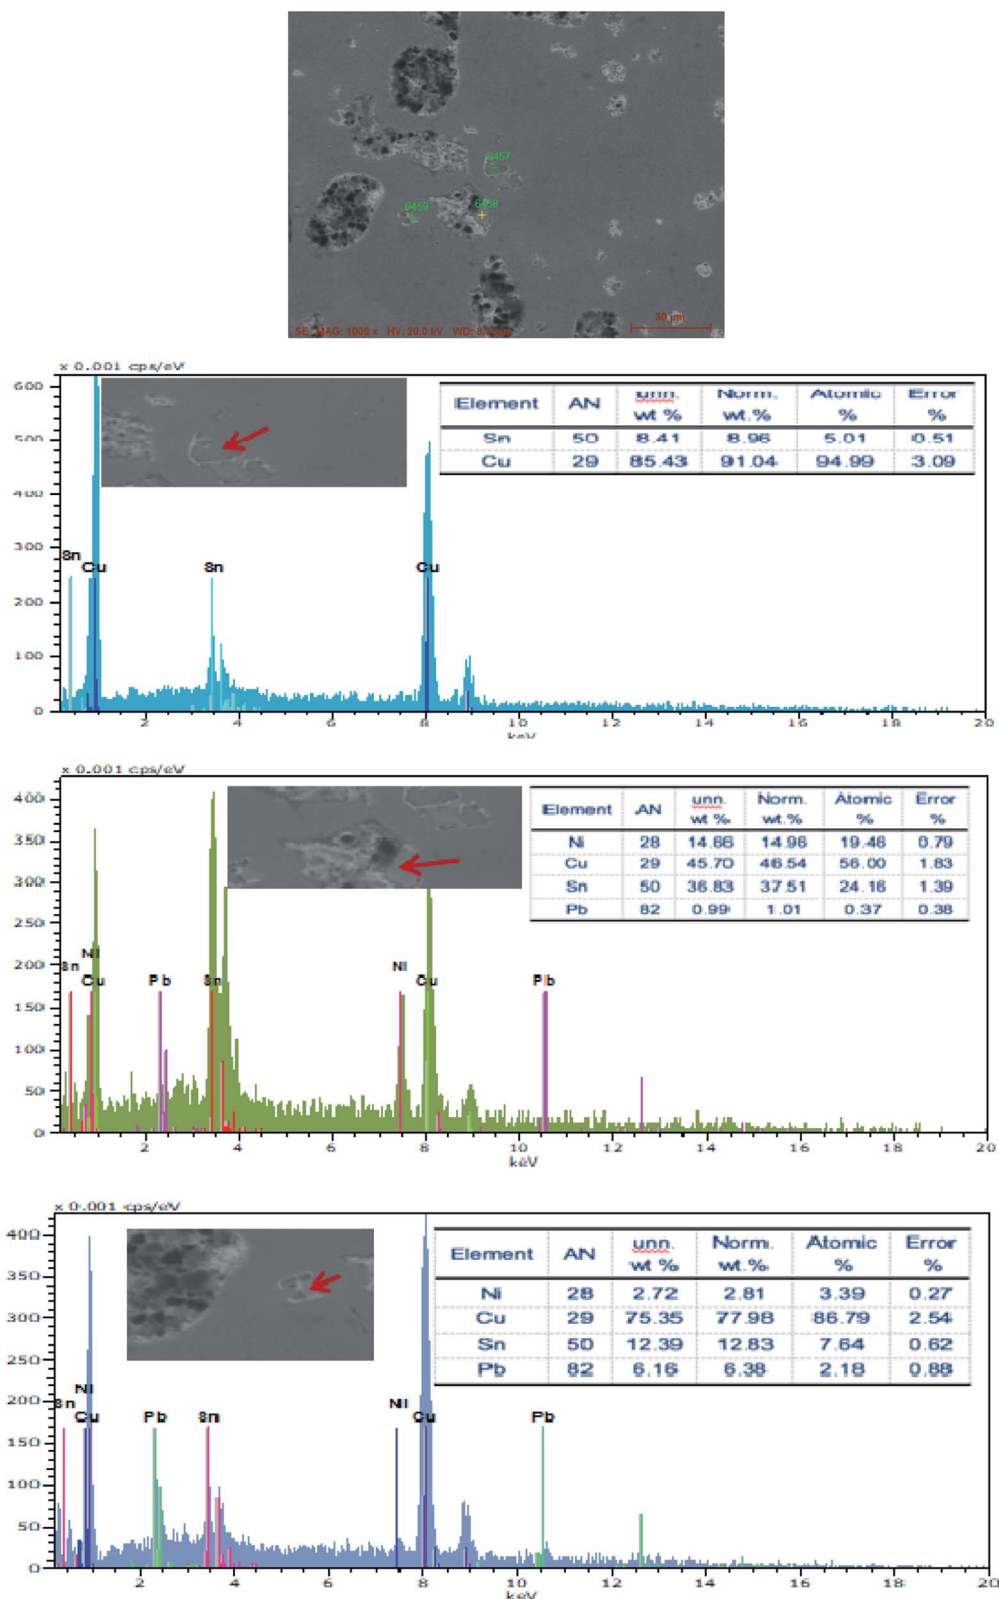 6457
6459
6458
SE MAG: 1000 x HV: 20.0 kV WD: 8. mm
30 µm
x 0.001 cps/eV
600
500
400
300
200
100
0
Sn
Cu
Sn
Cu
2 4 6 8 10 12 14 16 18 20
keV
Element AN unn. wt % Norm. wt.% Atomic % Error %
Sn 50 8.41 8.96 5.01 0.51
Cu 29 85.43 91.04 94.99 3.09
x 0.001 cps/eV
400
350
300
250
200
150
100
50
0
Ni
Sn Cu Pb Sn Ni Cu Pb
2 4 6 8 10 12 14 16 18 20
keV
Element AN unn. wt % Norm. wt.% Atomic % Error %
Ni 28 14.66 14.96 19.46 0.79
Cu 29 45.70 46.54 56.00 1.83
Sn 50 36.83 37.51 24.16 1.39
Pb 82 0.99 1.01 0.37 0.38
x 0.001 cps/eV
400
350
300
250
200
150
100
50
0
Ni
Sn Cu Pb Sn Ni Cu Pb
2 4 6 8 10 12 14 16 18 20
keV
Element AN unn. wt % Norm. wt.% Atomic % Error %
Ni 28 2.72 2.81 3.39 0.27
Cu 29 75.35 77.98 86.79 2.54
Sn 50 12.39 12.83 7.64 0.62
Pb 82 6.16 6.38 2.18 0.88